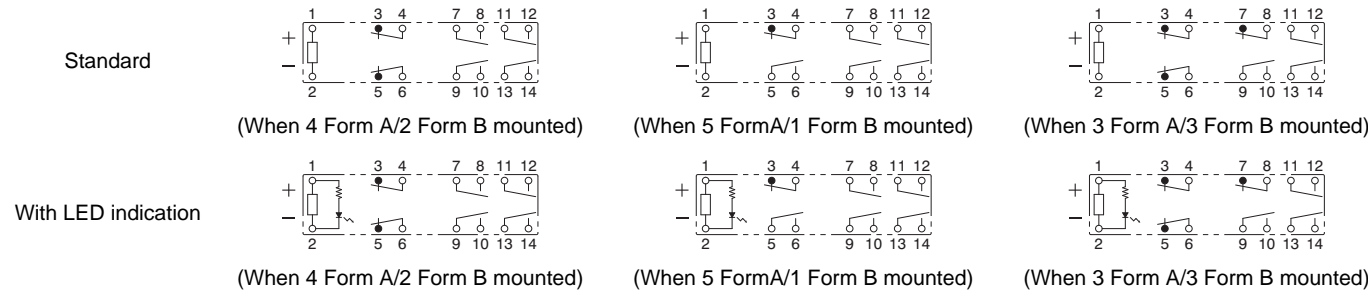 1 3 4 7 8 11 12 1 3 4 7 8 11 12 1 3 4 7 8 11 12
+ + +
Standard
− − −
2 5 6 9 10 13 14 2 5 6 9 10 13 14 2 5 6 9 10 13 14
(When 4 Form A/2 Form B mounted) (When 5 FormA/1 Form B mounted) (When 3 Form A/3 Form B mounted)
1 3 4 7 8 11 12 1 3 4 7 8 11 12 1 3 4 7 8 11 12
+ + +
With LED indication
− − −
2 5 6 9 10 13 14 2 5 6 9 10 13 14 2 5 6 9 10 13 14
(When 4 Form A/2 Form B mounted) (When 5 FormA/1 Form B mounted) (When 3 Form A/3 Form B mounted)